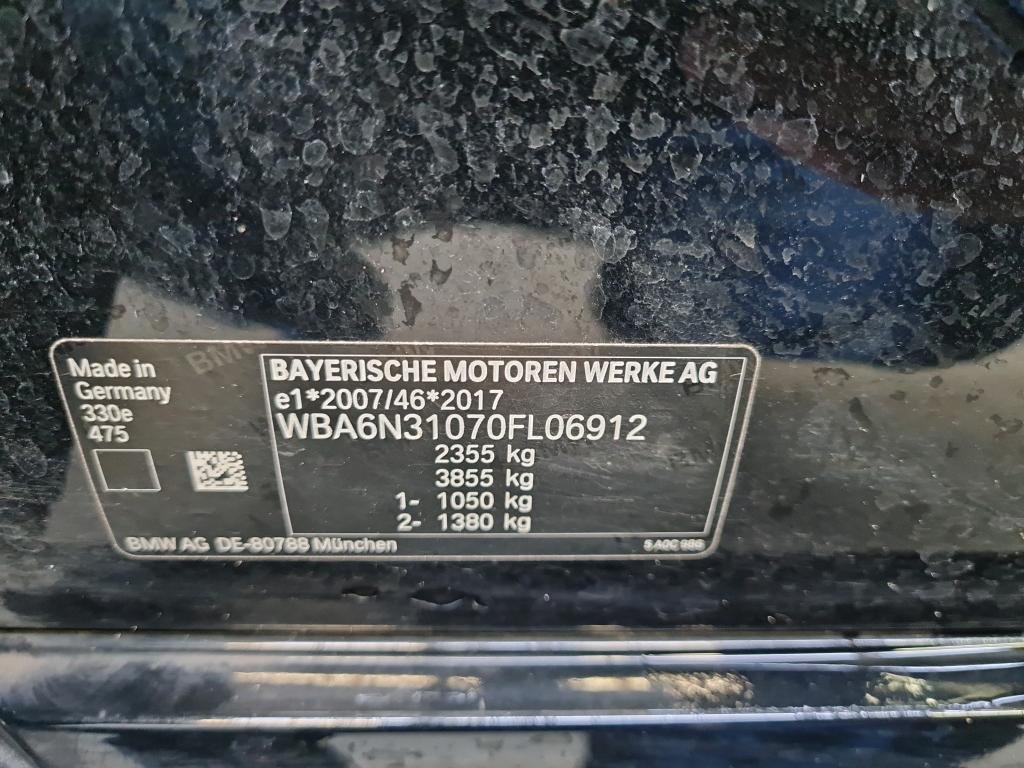 Made in
Germany
330e
475
BAYERISCHE MOTOREN WERKE AG
e1*2007/46*2017
WBA6N31070FL06912
2355 kg
3855 kg
1- 1050 kg
2- 1380 kg
BMW AG DE-80788 München